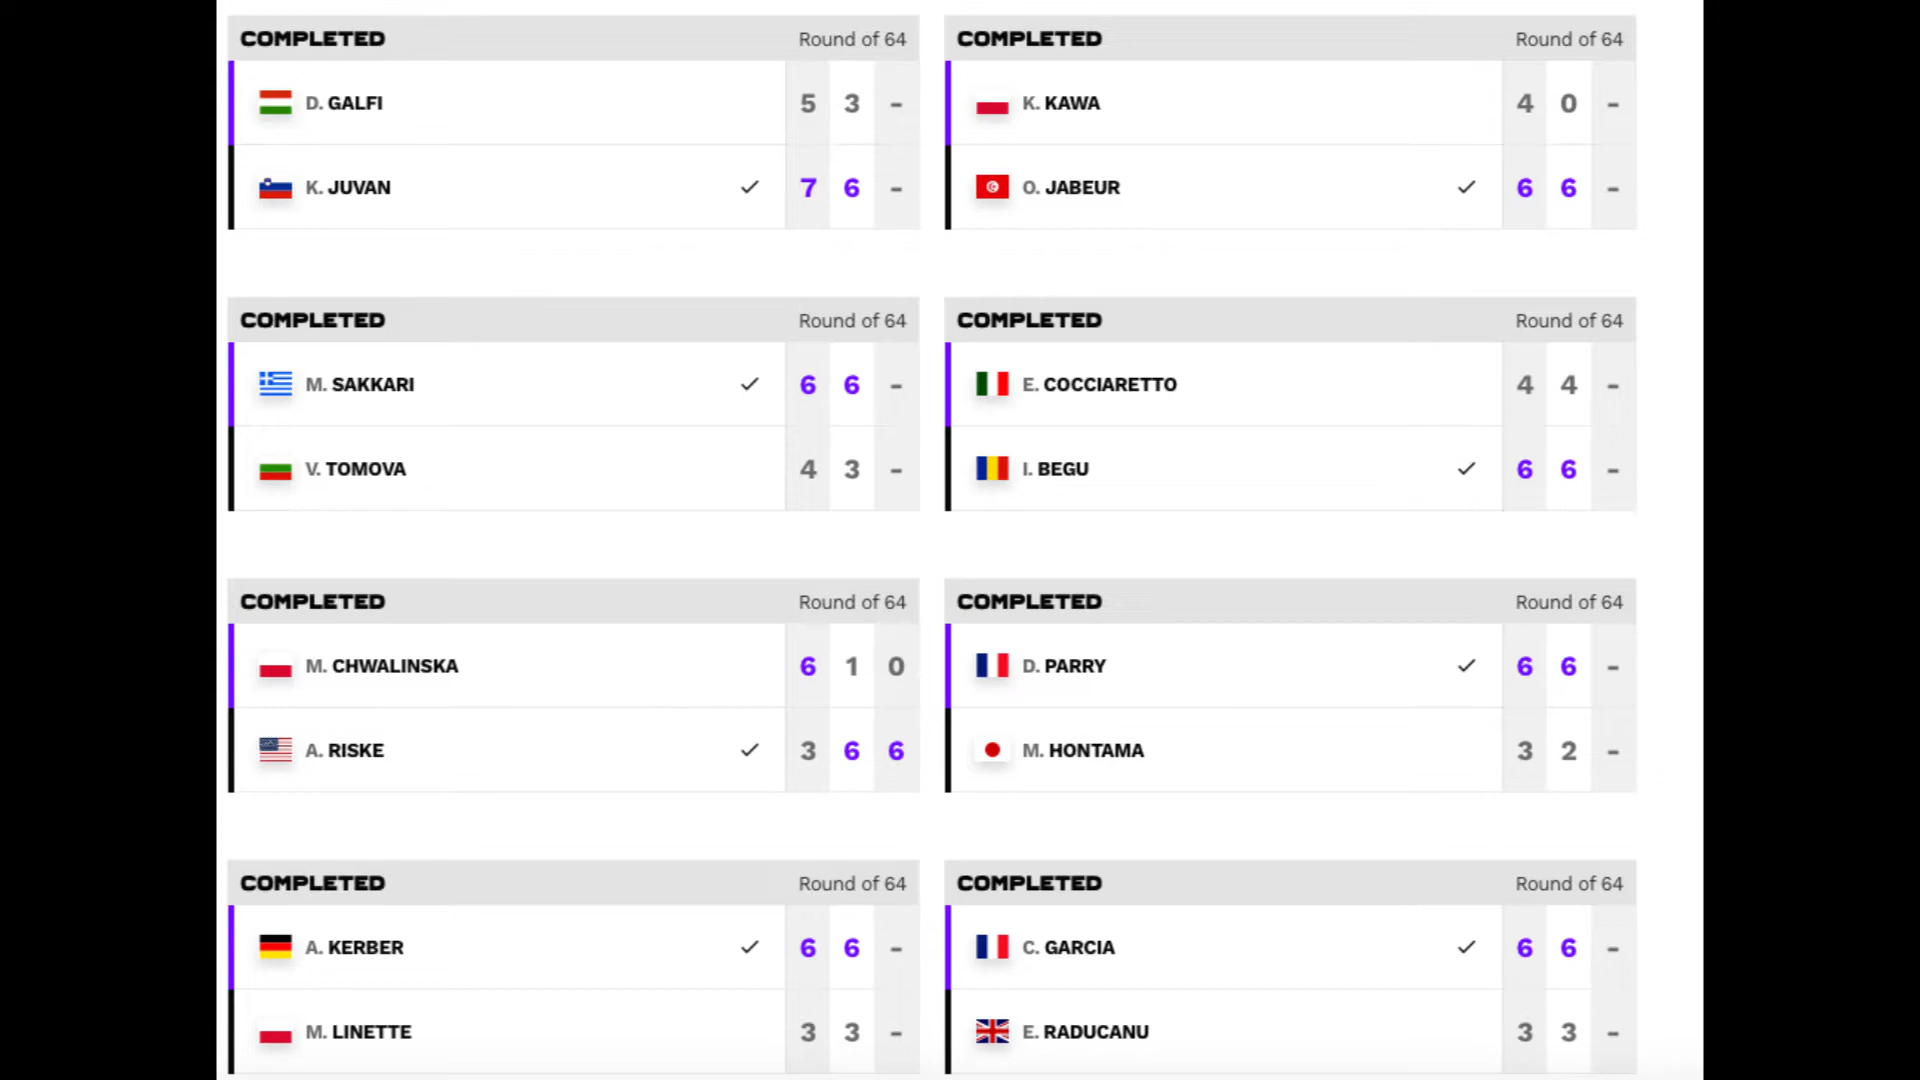 COMPLETED Round of 64
D. GALFI 5 3 -
K. JUVAN 7 6 -
COMPLETED Round of 64
K. KAWA 4 0 -
O. JABEUR 6 6 -
COMPLETED Round of 64
M. SAKKARI 6 6 -
V. TOMOVA 4 3 -
COMPLETED Round of 64
E. COCCIARETTO 4 4 -
I. BEGU 6 6 -
COMPLETED Round of 64
M. CHWALINSKA 6 1 0
A. RISKE 3 6 6
COMPLETED Round of 64
D. PARRY 6 6 -
M. HONTAMA 3 2 -
COMPLETED Round of 64
A. KERBER 6 6 -
M. LINETTE 3 3 -
COMPLETED Round of 64
C. GARCIA 6 6 -
E. RADUCANU 3 3 -